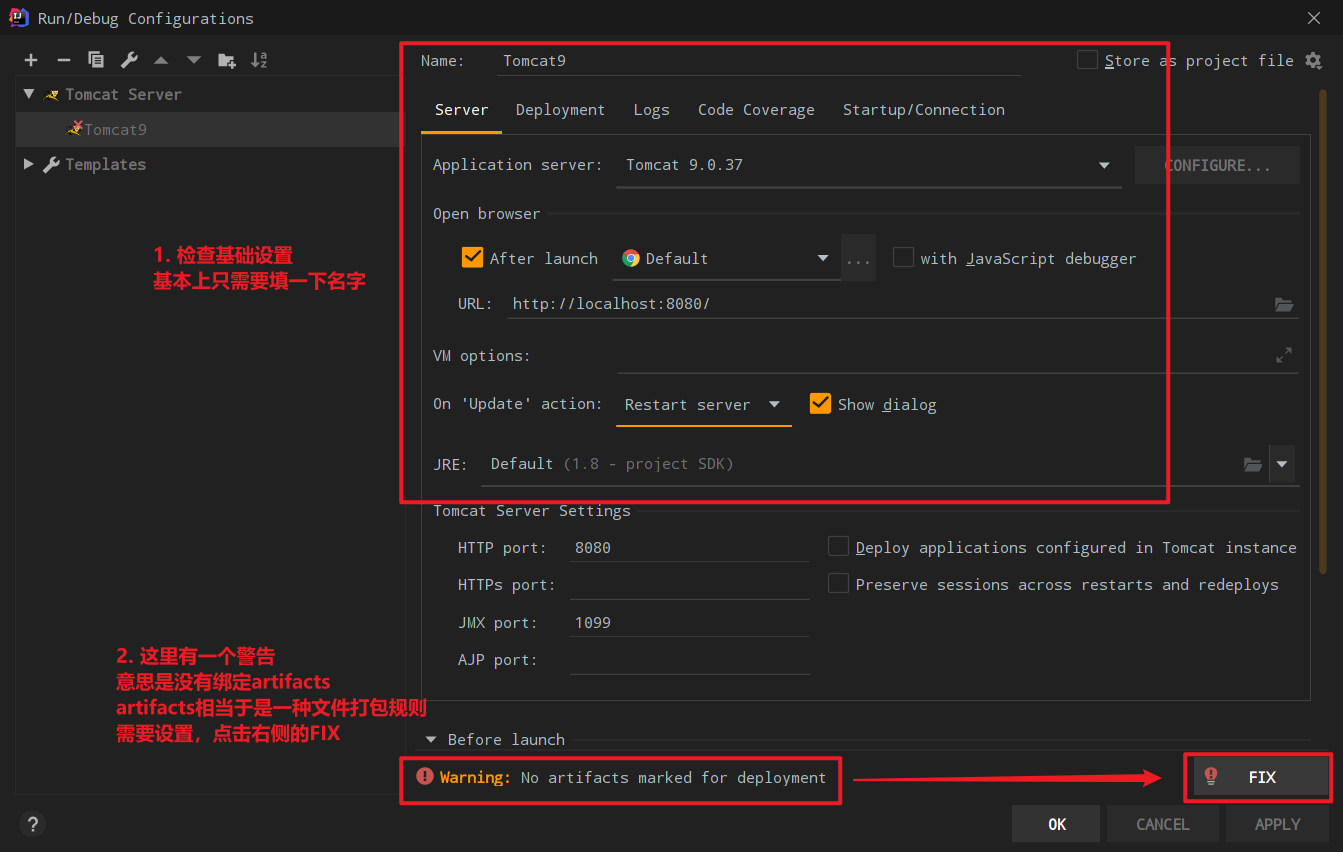 Run/Debug Configurations
Name: Tomcat9
Store as project file
Tomcat Server
Tomcat9
Templates
Server Deployment Logs Code Coverage Startup/Connection
Application server: Tomcat 9.0.37 CONFIGURE...
Open browser
1. 检查基础设置
基本上只需要填一下名字
After launch Default ... with JavaScript debugger
URL: http://localhost:8080/
VM options:
On 'Update' action: Restart server Show dialog
JRE: Default (1.8 - project SDK)
Tomcat Server Settings
HTTP port: 8080 Deploy applications configured in Tomcat instance
HTTPs port: Preserve sessions across restarts and redeploys
JMX port: 1099
AJP port:
2. 这里有一个警告
意思是没有绑定artifacts
artifacts相当于是一种文件打包规则
需要设置，点击右侧的FIX
Before launch
Warning: No artifacts marked for deployment FIX
? OK CANCEL APPLY